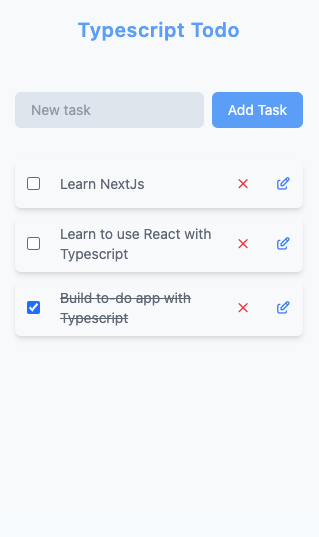 Typescript Todo
New task
Add Task
Learn NextJs
Learn to use React with
Typescript
Build to-do app with
Typescript